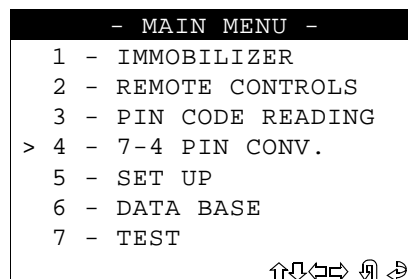 - MAIN MENU -
1 - IMMOBILIZER
2 - REMOTE CONTROLS
3 - PIN CODE READING
> 4 - 7-4 PIN CONV.
5 - SET UP
6 - DATA BASE
7 - TEST